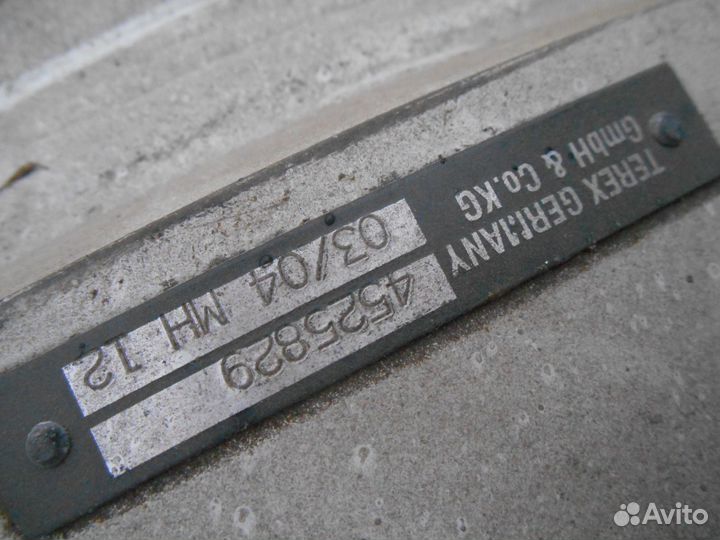 TEREX GERMANY
GmbH & Co.KG
4525829
03/04 MH 12
Avito